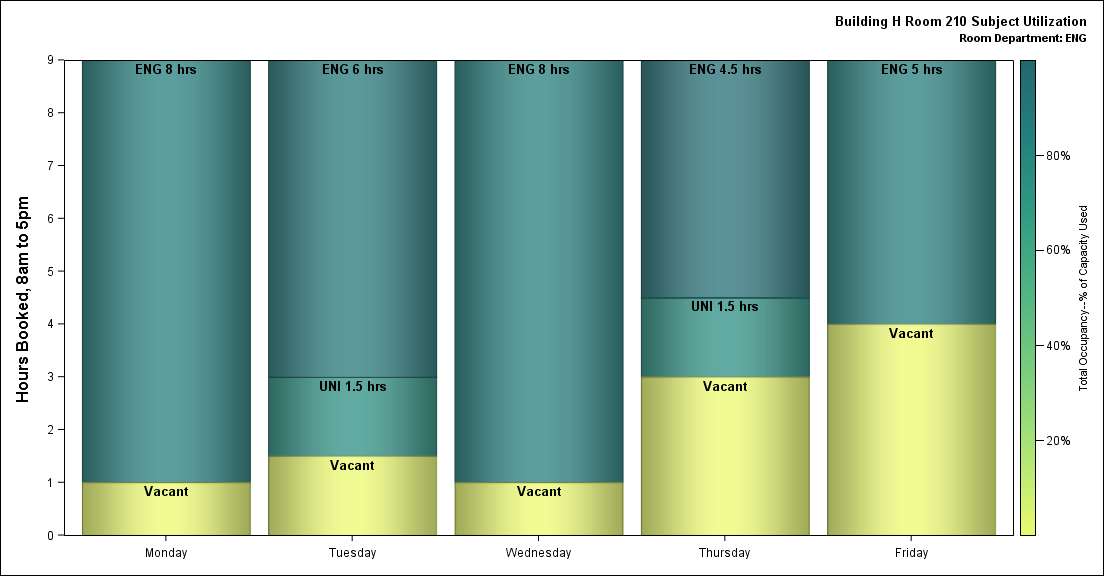 Building H Room 210 Subject Utilization
Room Department: ENG
Hours Booked, 8am to 5pm
9
8
7
6
5
4
3
2
1
0
ENG 8 hrs
Vacant
ENG 6 hrs
UNI 1.5 hrs
Vacant
ENG 8 hrs
Vacant
ENG 4.5 hrs
UNI 1.5 hrs
Vacant
ENG 5 hrs
Vacant
Monday
Tuesday
Wednesday
Thursday
Friday
80%
60%
40%
20%
Total Occupancy--% of Capacity Used